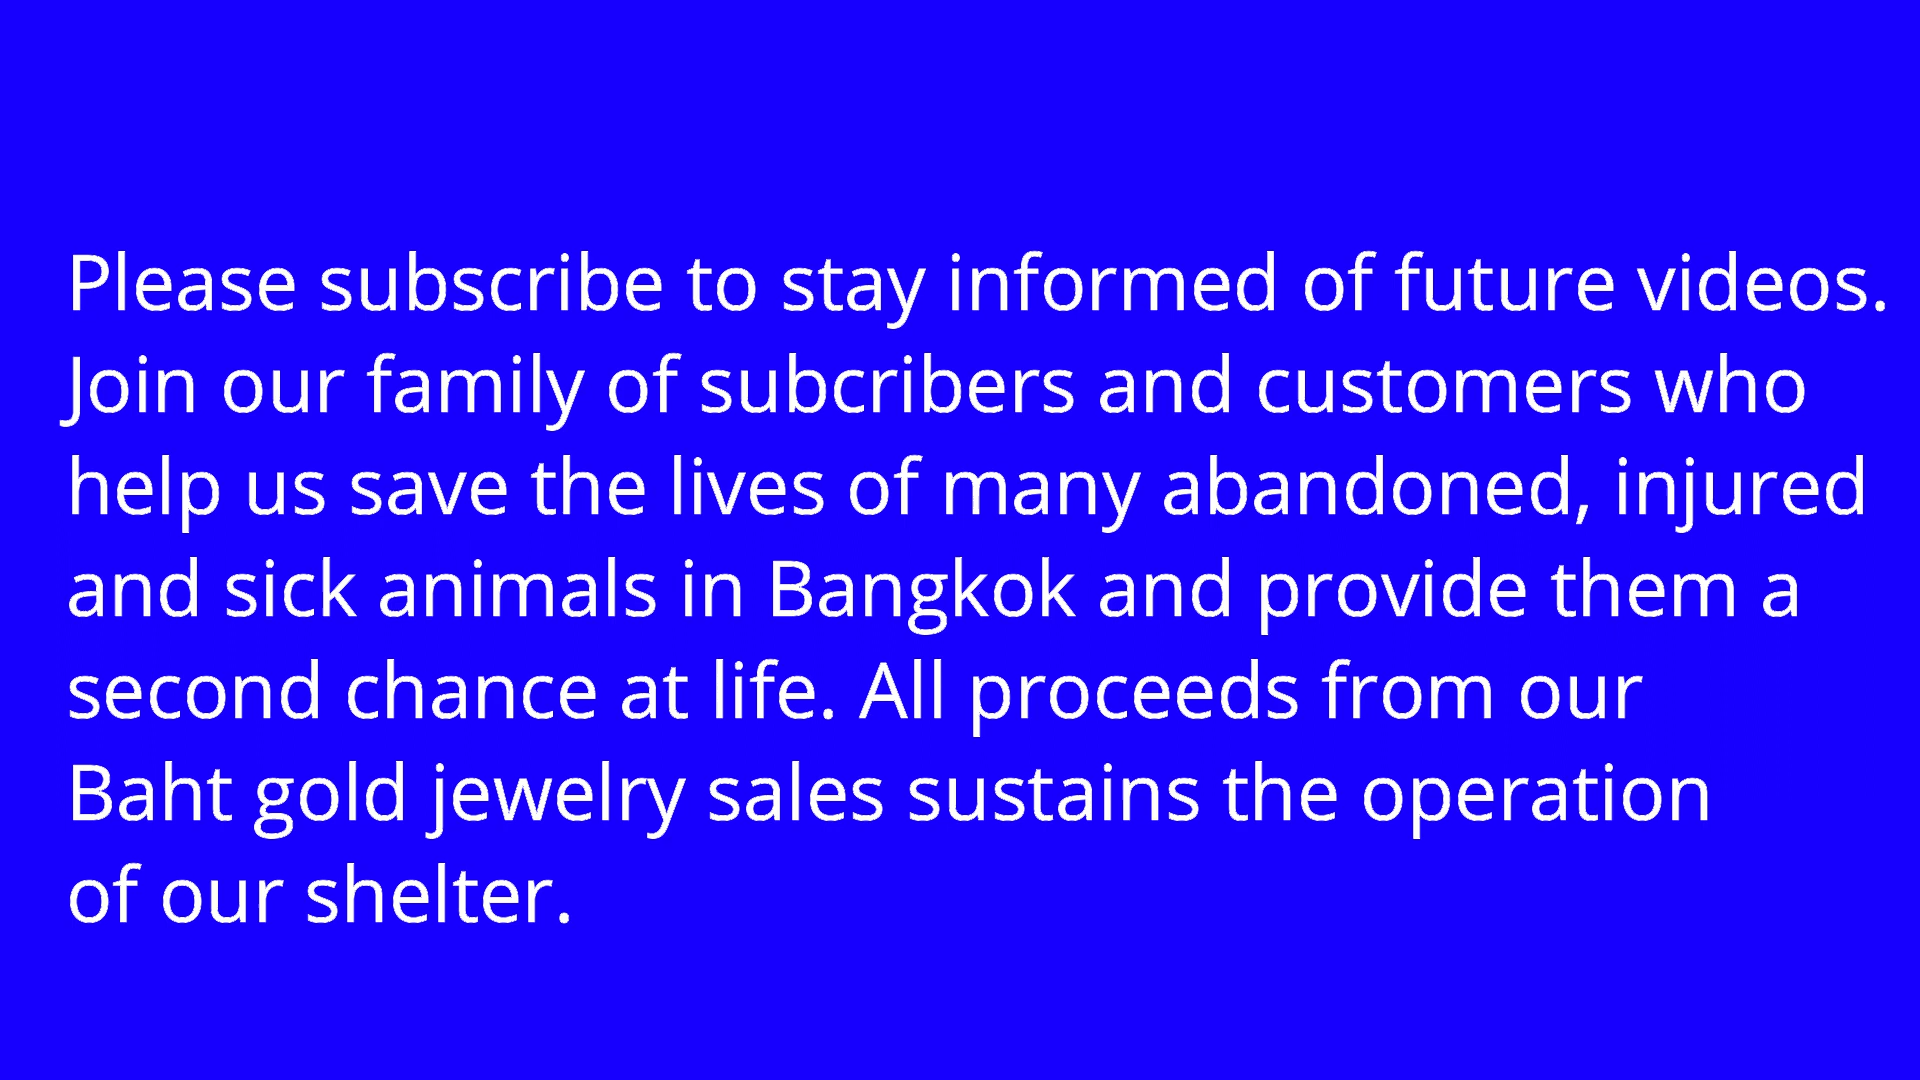 Please subscribe to stay informed of future videos.
Join our family of subcribers and customers who
help us save the lives of many abandoned, injured
and sick animals in Bangkok and provide them a
second chance at life. All proceeds from our
Baht gold jewelry sales sustains the operation
of our shelter.